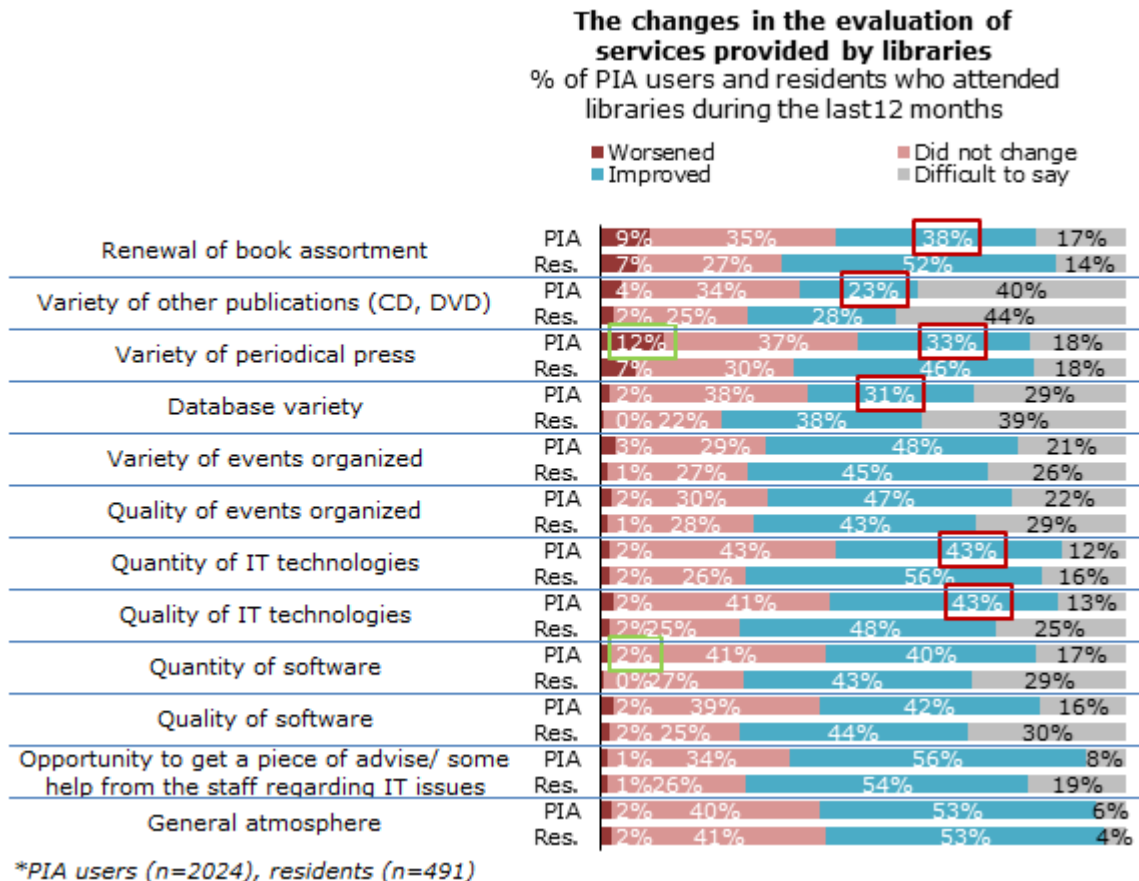 The changes in the evaluation of
services provided by libraries
% of PIA users and residents who attended
libraries during the last12 months
Worsened Did not change
Improved Difficult to say
Renewal of book assortment
PIA 9% 35% 38% 17%
Res. 7% 27% 52% 14%
Variety of other publications (CD, DVD)
PIA 4% 34% 23% 40%
Res. 2% 25% 28% 44%
Variety of periodical press
PIA 12% 37% 33% 18%
Res. 7% 30% 46% 18%
Database variety
PIA 2% 38% 31% 29%
Res. 0% 22% 38% 39%
Variety of events organized
PIA 3% 29% 48% 21%
Res. 1% 27% 45% 26%
Quality of events organized
PIA 2% 30% 47% 22%
Res. 1% 28% 43% 29%
Quantity of IT technologies
PIA 2% 43% 43% 12%
Res. 2% 26% 56% 16%
Quality of IT technologies
PIA 2% 41% 43% 13%
Res. 2% 25% 48% 25%
Quantity of software
PIA 2% 41% 40% 17%
Res. 0% 27% 43% 29%
Quality of software
PIA 2% 39% 42% 16%
Res. 2% 25% 44% 30%
Opportunity to get a piece of advise/ some
help from the staff regarding IT issues
PIA 1% 34% 56% 8%
Res. 1% 26% 54% 19%
General atmosphere
PIA 2% 40% 53% 6%
Res. 2% 41% 53% 4%
*PIA users (n=2024), residents (n=491)